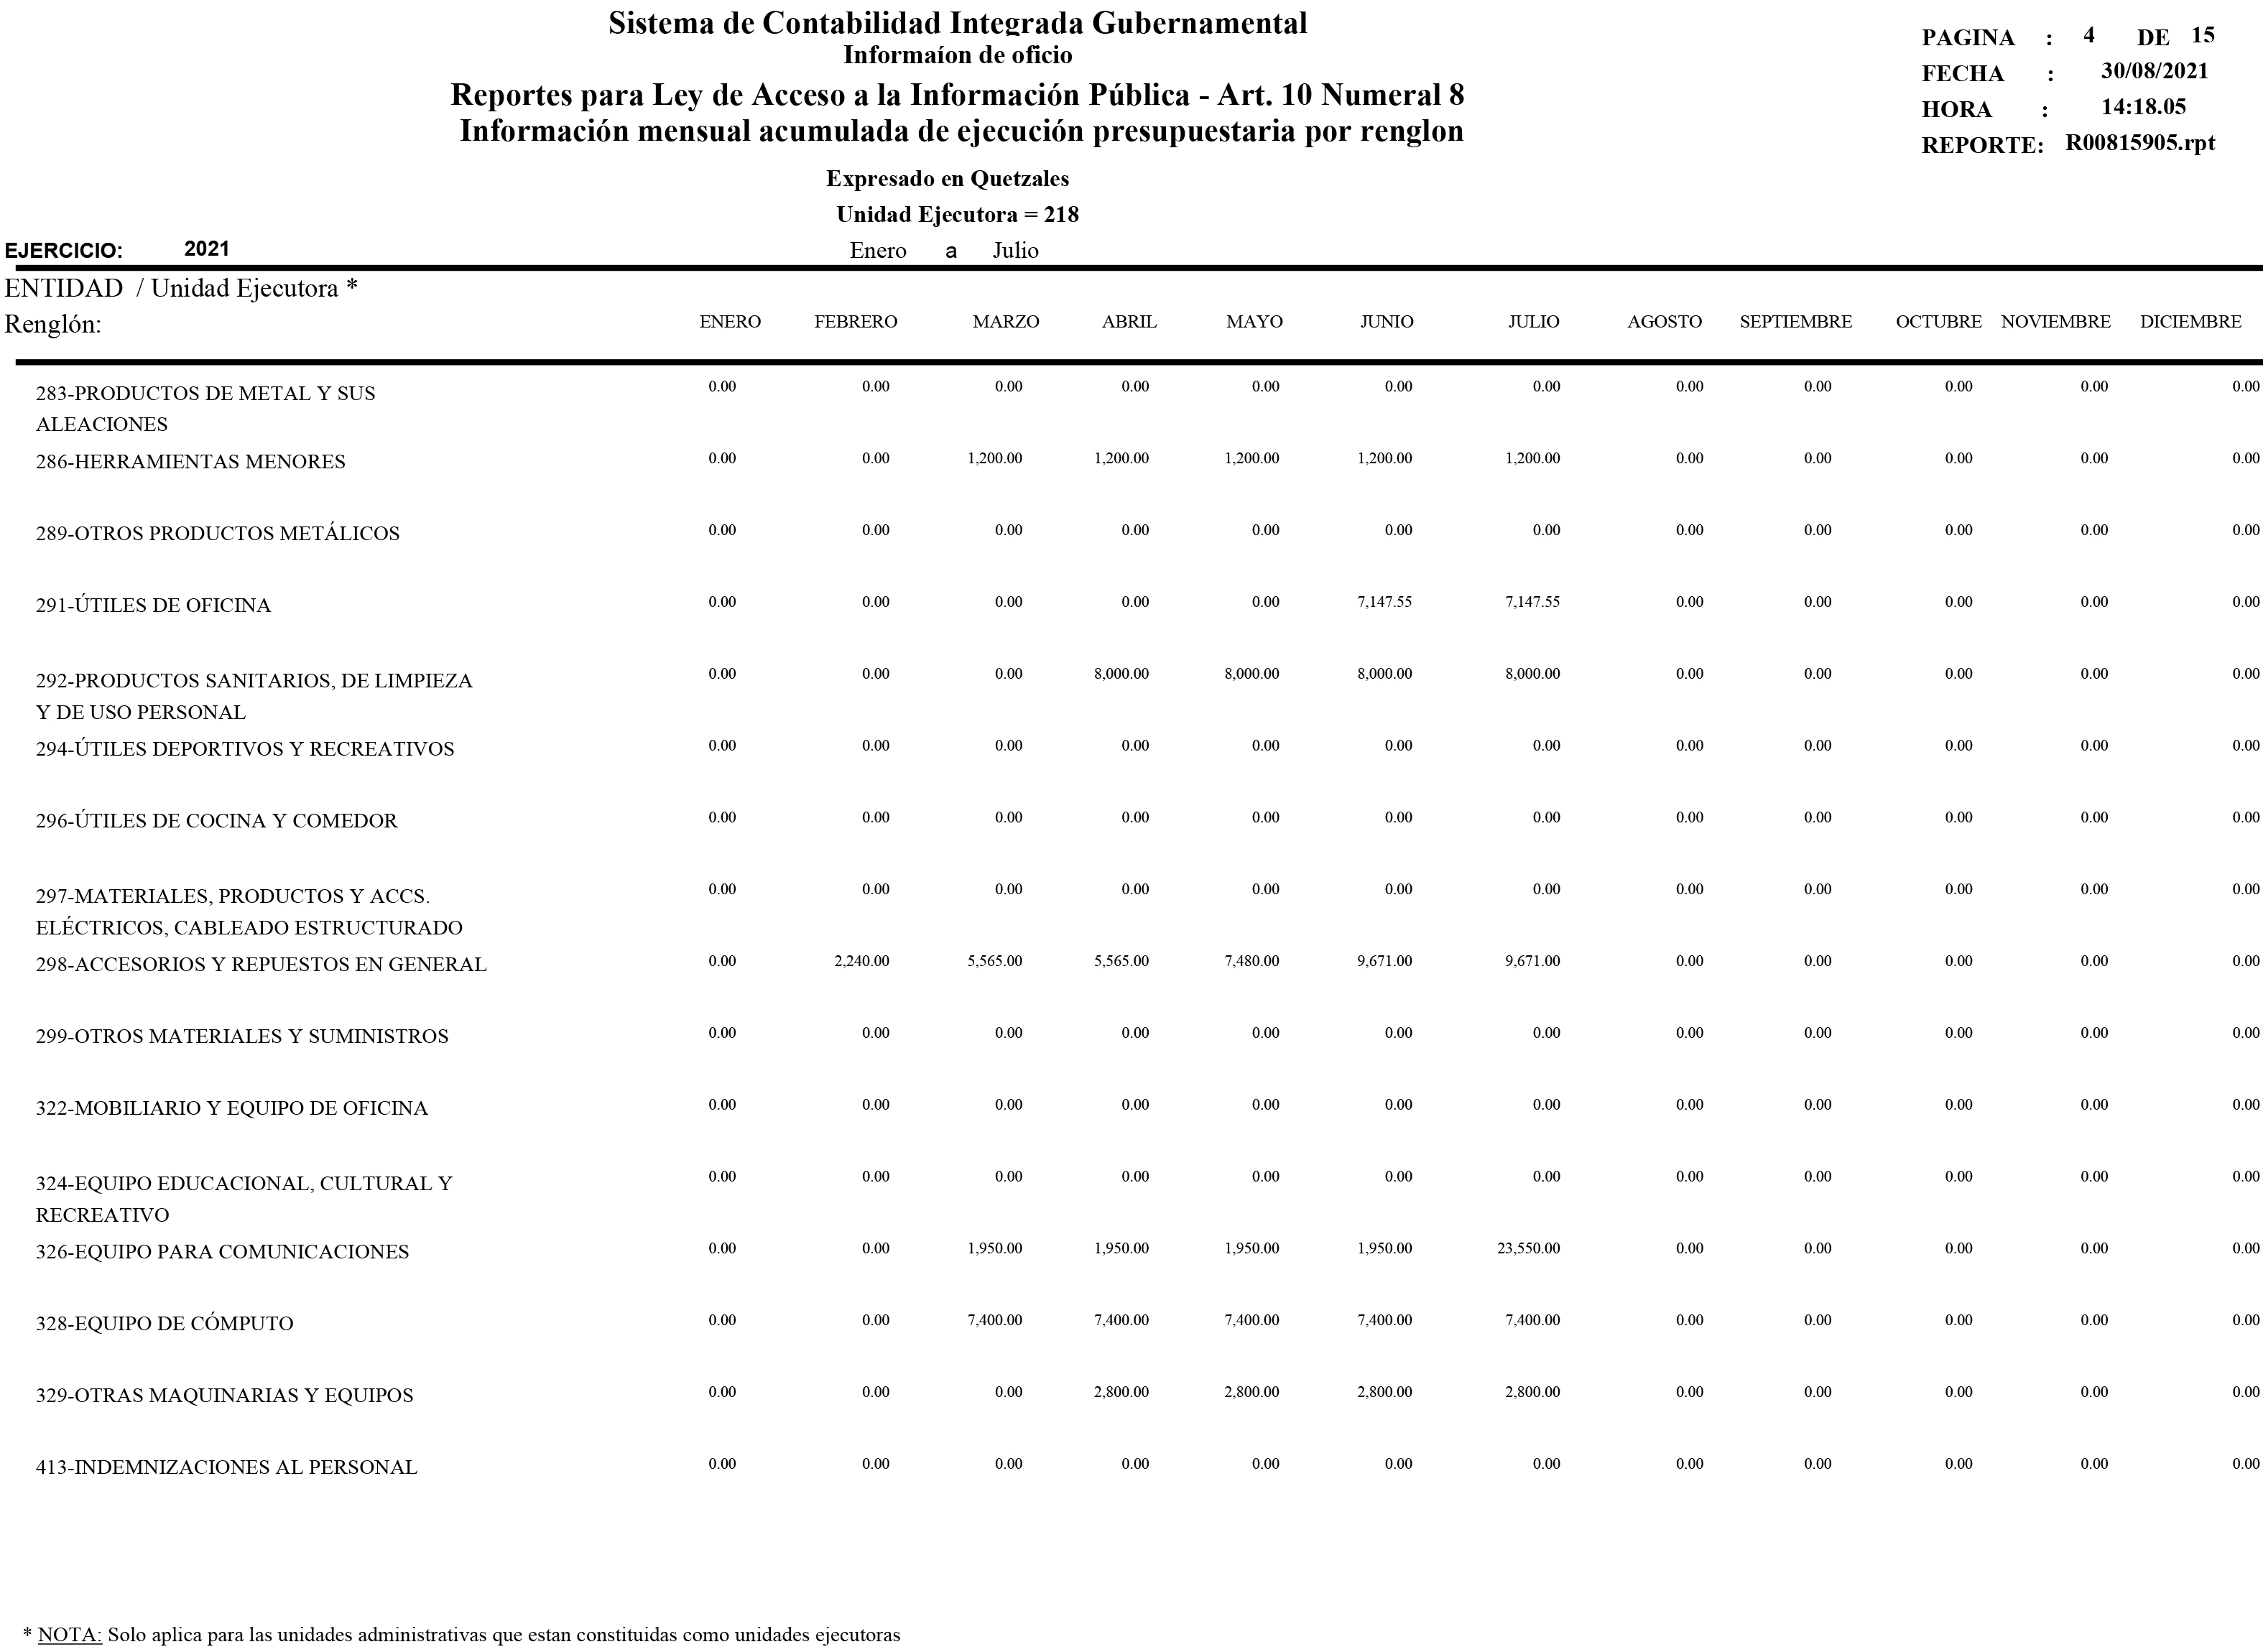 Sistema de Contabilidad Integrada Gubernamental
Informaíon de oficio
Reportes para Ley de Acceso a la Información Pública - Art. 10 Numeral 8
Información mensual acumulada de ejecución presupuestaria por renglon
PAGINA : 4 DE 15
FECHA : 30/08/2021
HORA : 14:18.05
REPORTE: R00815905.rpt
Expresado en Quetzales
Unidad Ejecutora = 218
EJERCICIO: 2021 Enero a Julio
ENTIDAD / Unidad Ejecutora *
Renglón: ENERO FEBRERO MARZO ABRIL MAYO JUNIO JULIO AGOSTO SEPTIEMBRE OCTUBRE NOVIEMBRE DICIEMBRE
283-PRODUCTOS DE METAL Y SUS 0.00 0.00 0.00 0.00 0.00 0.00 0.00 0.00 0.00 0.00 0.00 0.00
ALEACIONES
286-HERRAMIENTAS MENORES 0.00 0.00 1,200.00 1,200.00 1,200.00 1,200.00 1,200.00 0.00 0.00 0.00 0.00 0.00
289-OTROS PRODUCTOS METÁLICOS 0.00 0.00 0.00 0.00 0.00 0.00 0.00 0.00 0.00 0.00 0.00 0.00
291-ÚTILES DE OFICINA 0.00 0.00 0.00 0.00 0.00 7,147.55 7,147.55 0.00 0.00 0.00 0.00 0.00
292-PRODUCTOS SANITARIOS, DE LIMPIEZA 0.00 0.00 0.00 8,000.00 8,000.00 8,000.00 8,000.00 0.00 0.00 0.00 0.00 0.00
Y DE USO PERSONAL
294-ÚTILES DEPORTIVOS Y RECREATIVOS 0.00 0.00 0.00 0.00 0.00 0.00 0.00 0.00 0.00 0.00 0.00 0.00
296-ÚTILES DE COCINA Y COMEDOR 0.00 0.00 0.00 0.00 0.00 0.00 0.00 0.00 0.00 0.00 0.00 0.00
297-MATERIALES, PRODUCTOS Y ACCS. 0.00 0.00 0.00 0.00 0.00 0.00 0.00 0.00 0.00 0.00 0.00 0.00
ELÉCTRICOS, CABLEADO ESTRUCTURADO
298-ACCESORIOS Y REPUESTOS EN GENERAL 0.00 2,240.00 5,565.00 5,565.00 7,480.00 9,671.00 9,671.00 0.00 0.00 0.00 0.00 0.00
299-OTROS MATERIALES Y SUMINISTROS 0.00 0.00 0.00 0.00 0.00 0.00 0.00 0.00 0.00 0.00 0.00 0.00
322-MOBILIARIO Y EQUIPO DE OFICINA 0.00 0.00 0.00 0.00 0.00 0.00 0.00 0.00 0.00 0.00 0.00 0.00
324-EQUIPO EDUCACIONAL, CULTURAL Y 0.00 0.00 0.00 0.00 0.00 0.00 0.00 0.00 0.00 0.00 0.00 0.00
RECREATIVO
326-EQUIPO PARA COMUNICACIONES 0.00 0.00 1,950.00 1,950.00 1,950.00 1,950.00 23,550.00 0.00 0.00 0.00 0.00 0.00
328-EQUIPO DE CÓMPUTO 0.00 0.00 7,400.00 7,400.00 7,400.00 7,400.00 7,400.00 0.00 0.00 0.00 0.00 0.00
329-OTRAS MAQUINARIAS Y EQUIPOS 0.00 0.00 0.00 2,800.00 2,800.00 2,800.00 2,800.00 0.00 0.00 0.00 0.00 0.00
413-INDEMNIZACIONES AL PERSONAL 0.00 0.00 0.00 0.00 0.00 0.00 0.00 0.00 0.00 0.00 0.00 0.00
* NOTA: Solo aplica para las unidades administrativas que estan constituidas como unidades ejecutoras